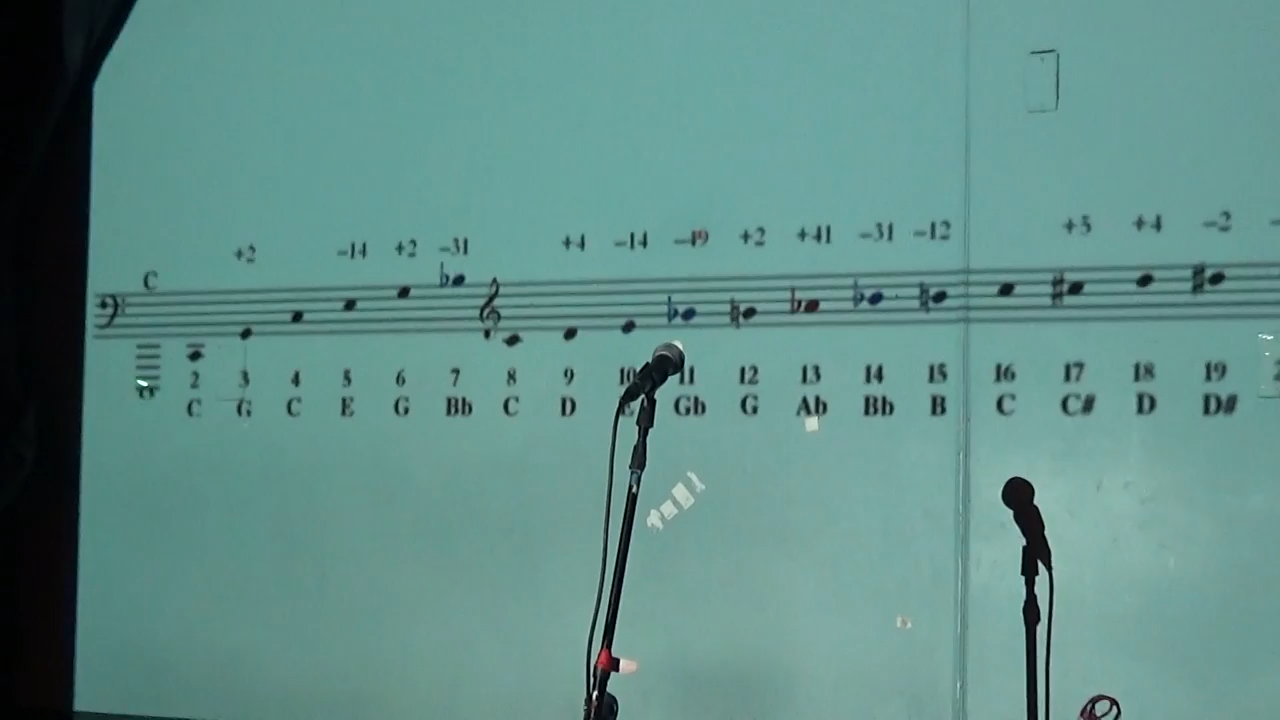 +2 −14 +2 −31 +4 −14 −49 +2 +41 −31 −12 +5 +4 −2
C
2 3 4 5 6 7 8 9 10 11 12 13 14 15 16 17 18 19
C G C E G Bb C D Gb G Ab Bb B C C# D D#